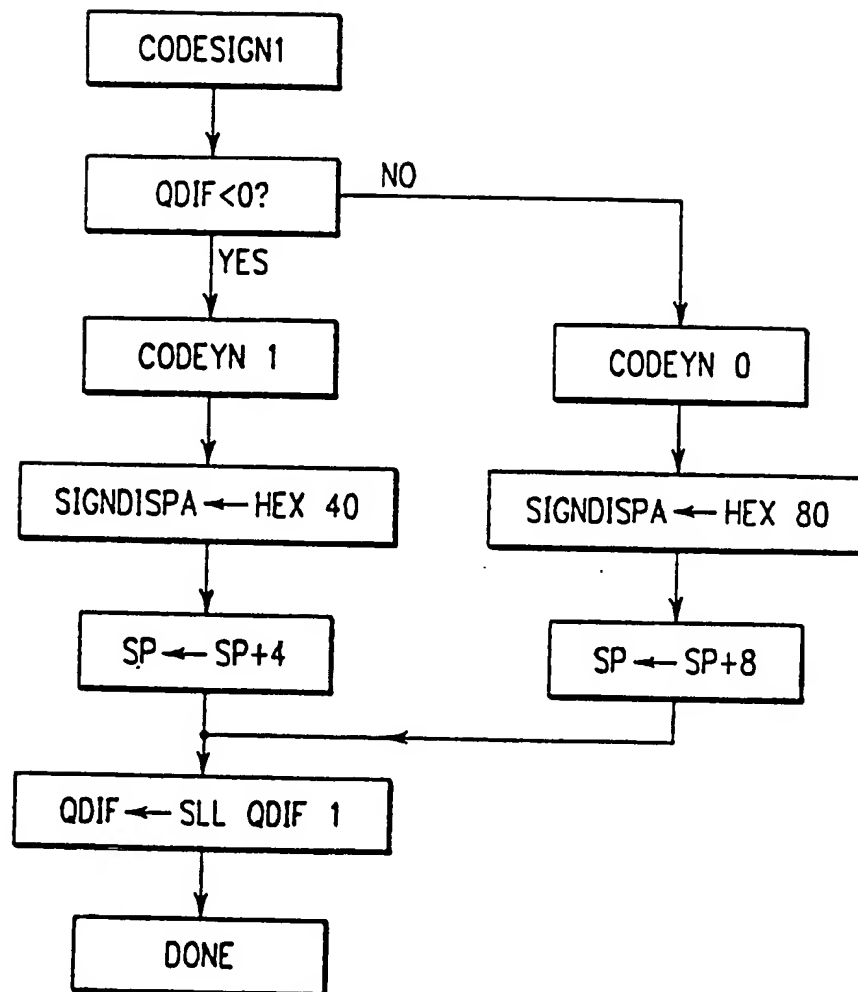 CODESIGN1
QDIF<0?
NO
YES
CODEYN 1
CODEYN 0
SIGNDISPA ← HEX 40
SIGNDISPA ← HEX 80
SP ← SP+4
SP ← SP+8
QDIF ← SLL QDIF 1
DONE